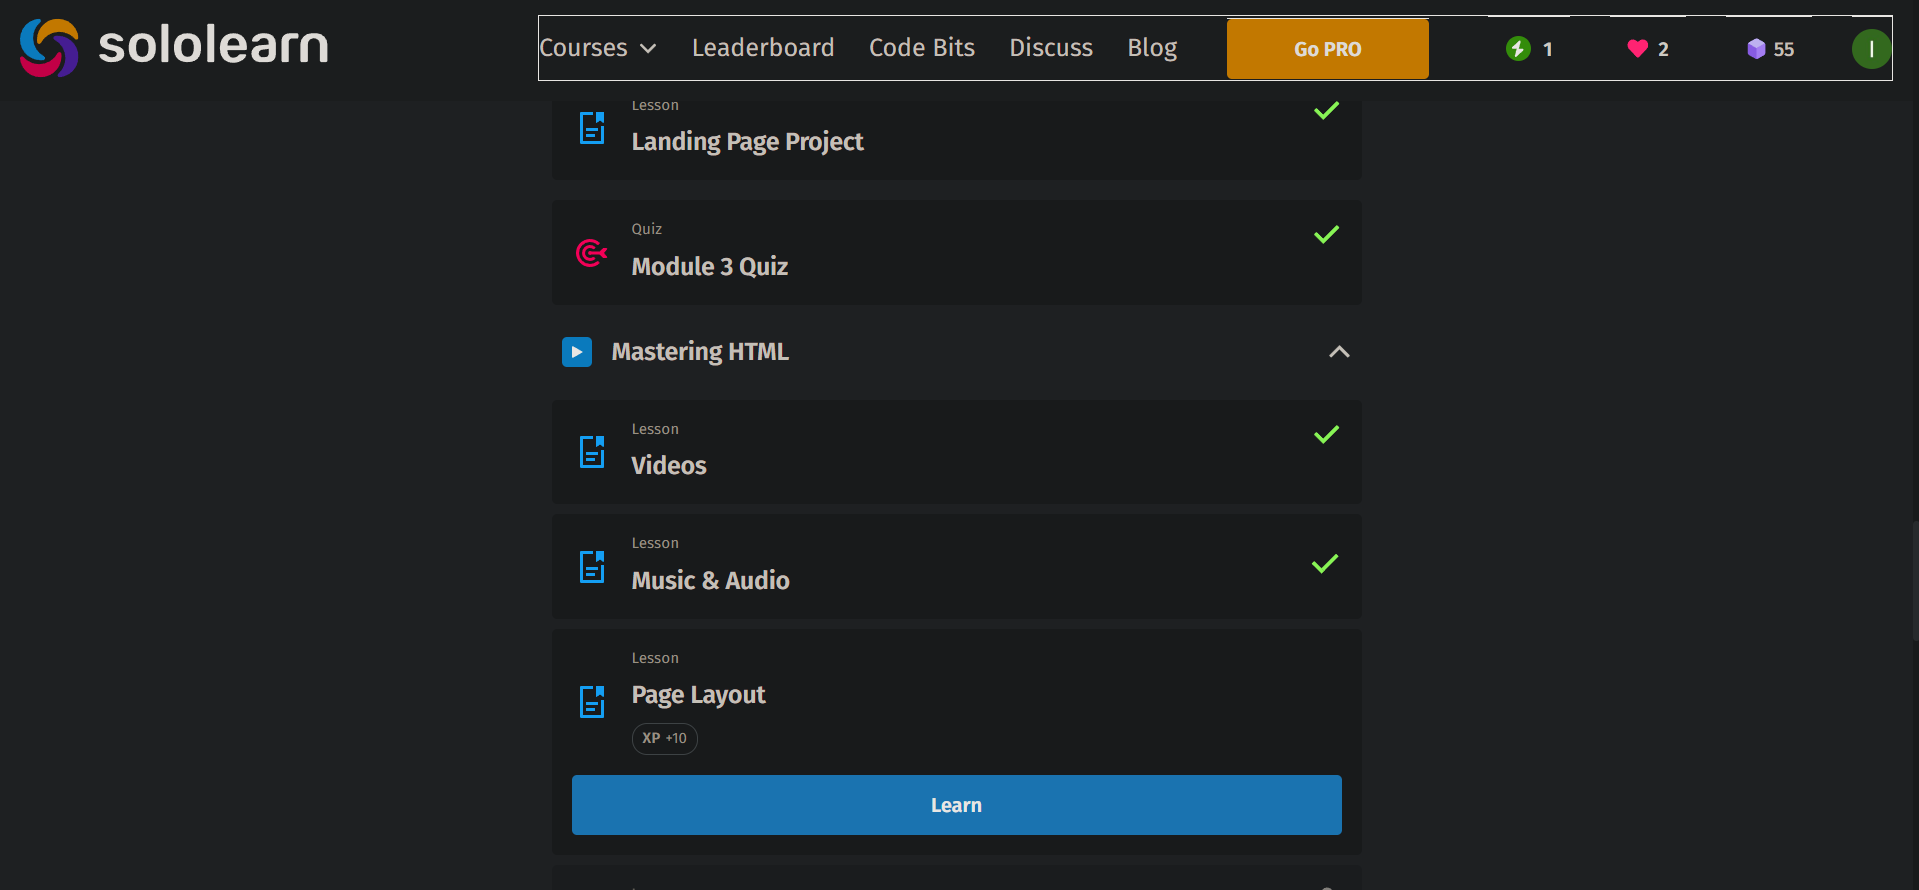 sololearn
Courses Leaderboard Code Bits Discuss Blog Go PRO 1 2 55 I
Lesson
Landing Page Project
Quiz
Module 3 Quiz
Mastering HTML
Lesson
Videos
Lesson
Music & Audio
Lesson
Page Layout
XP +10
Learn